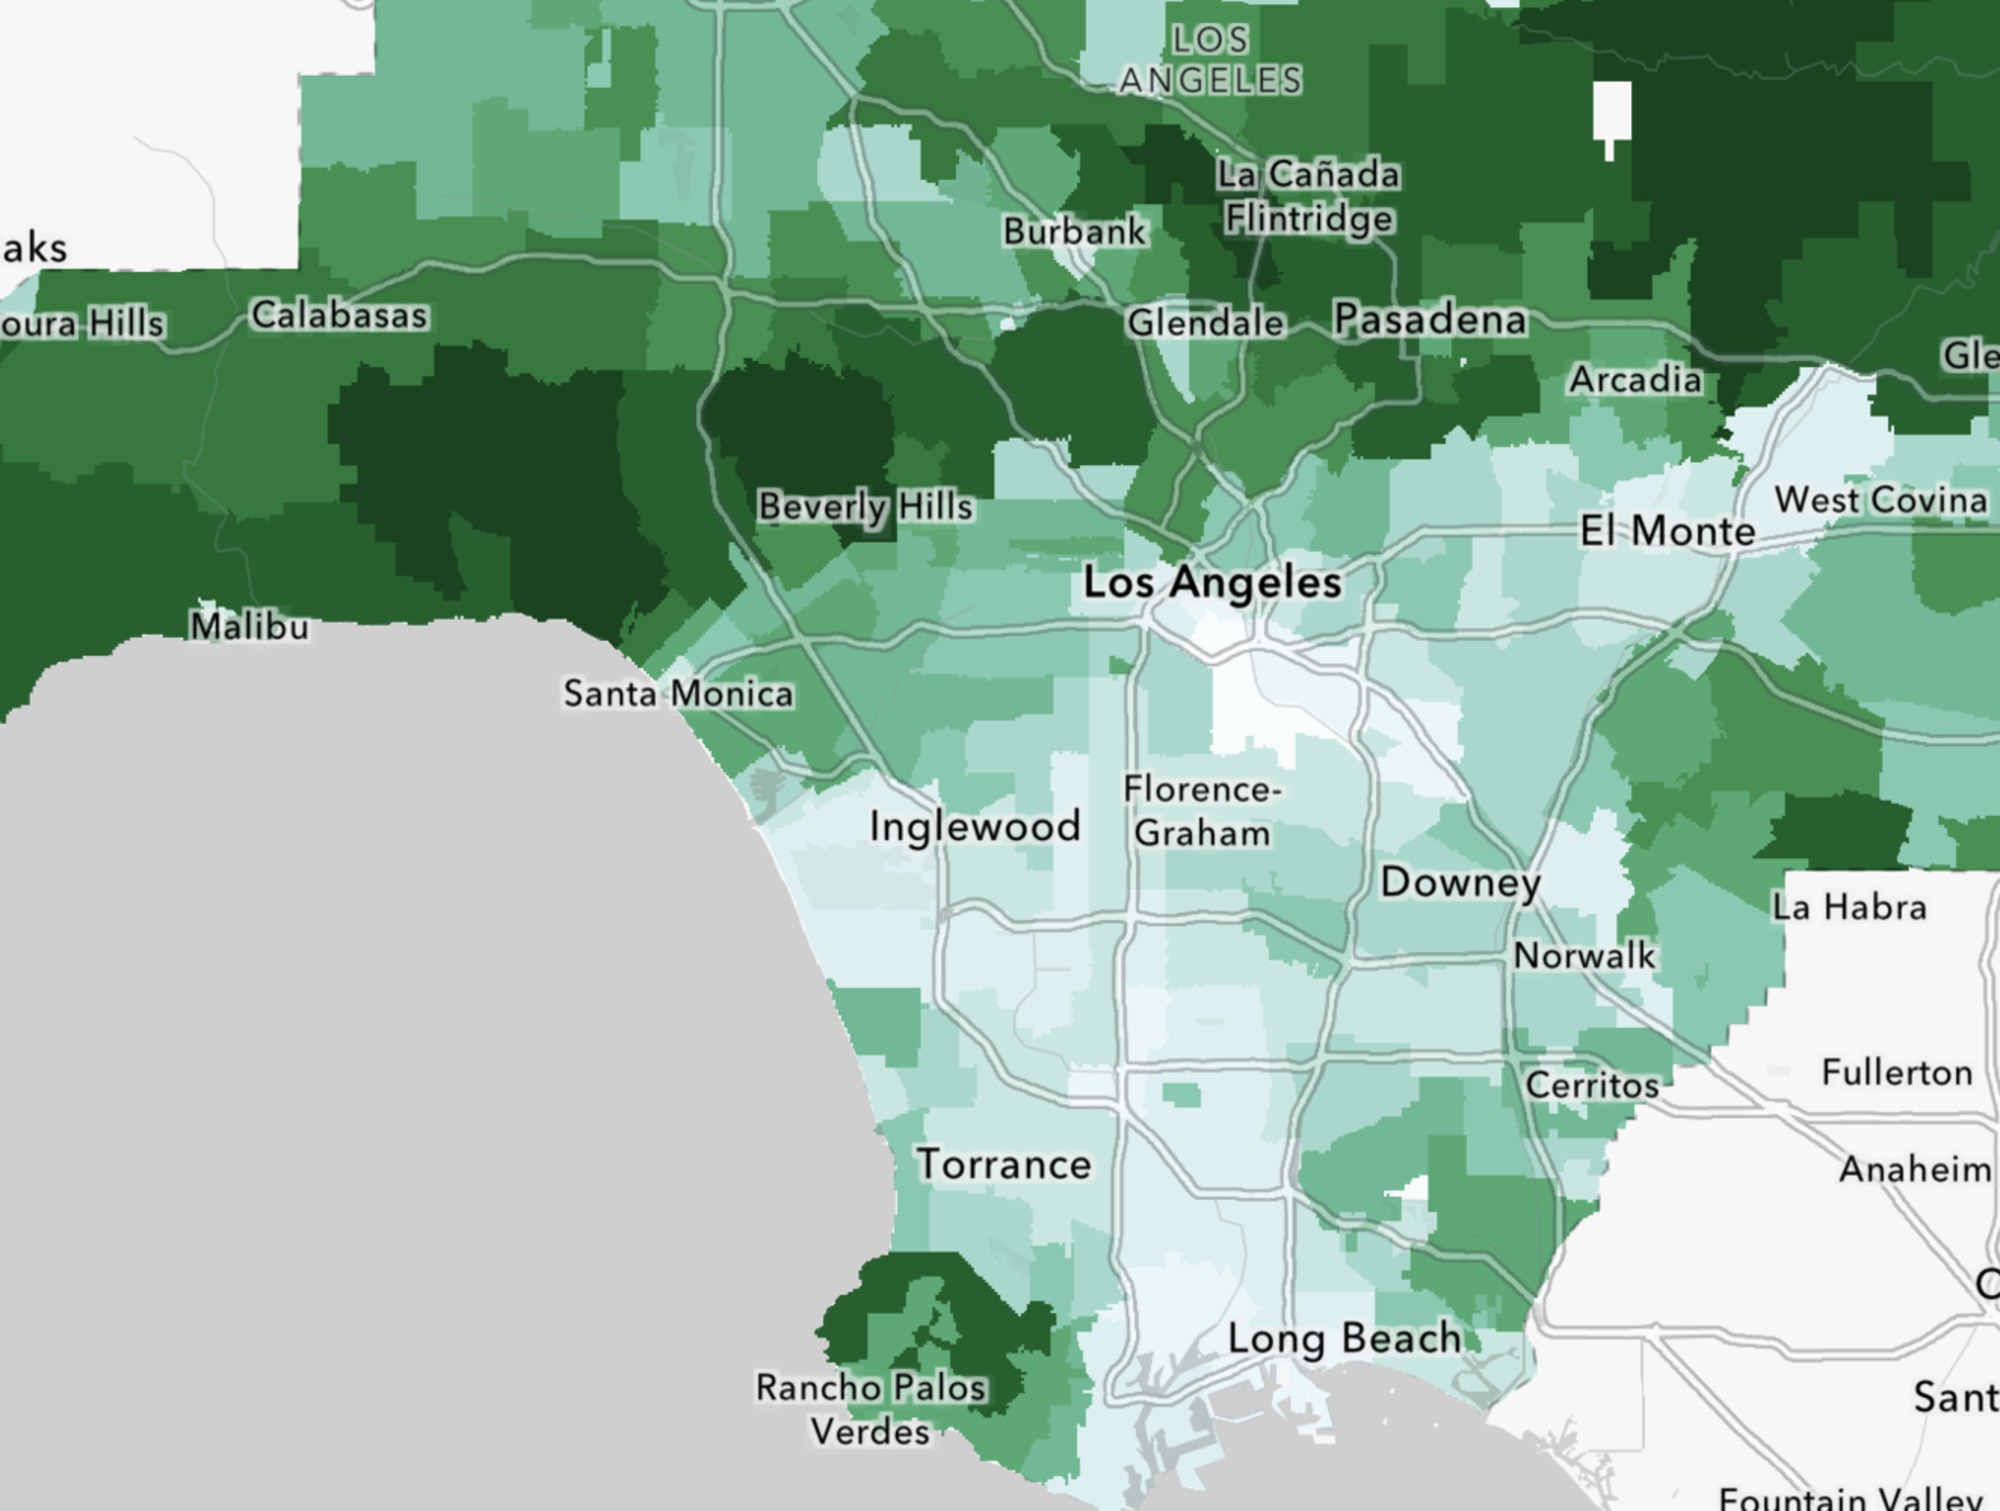 LOS
ANGELES
La Cañada
Flintridge
Burbank
aks
oura Hills
Calabasas
Glendale
Pasadena
Gle
Arcadia
Beverly Hills
West Covina
El Monte
Los Angeles
Malibu
Santa Monica
Florence-
Graham
Inglewood
Downey
La Habra
Norwalk
Fullerton
Cerritos
Torrance
Anaheim
Long Beach
Rancho Palos
Verdes
Sant
Fountain Valley